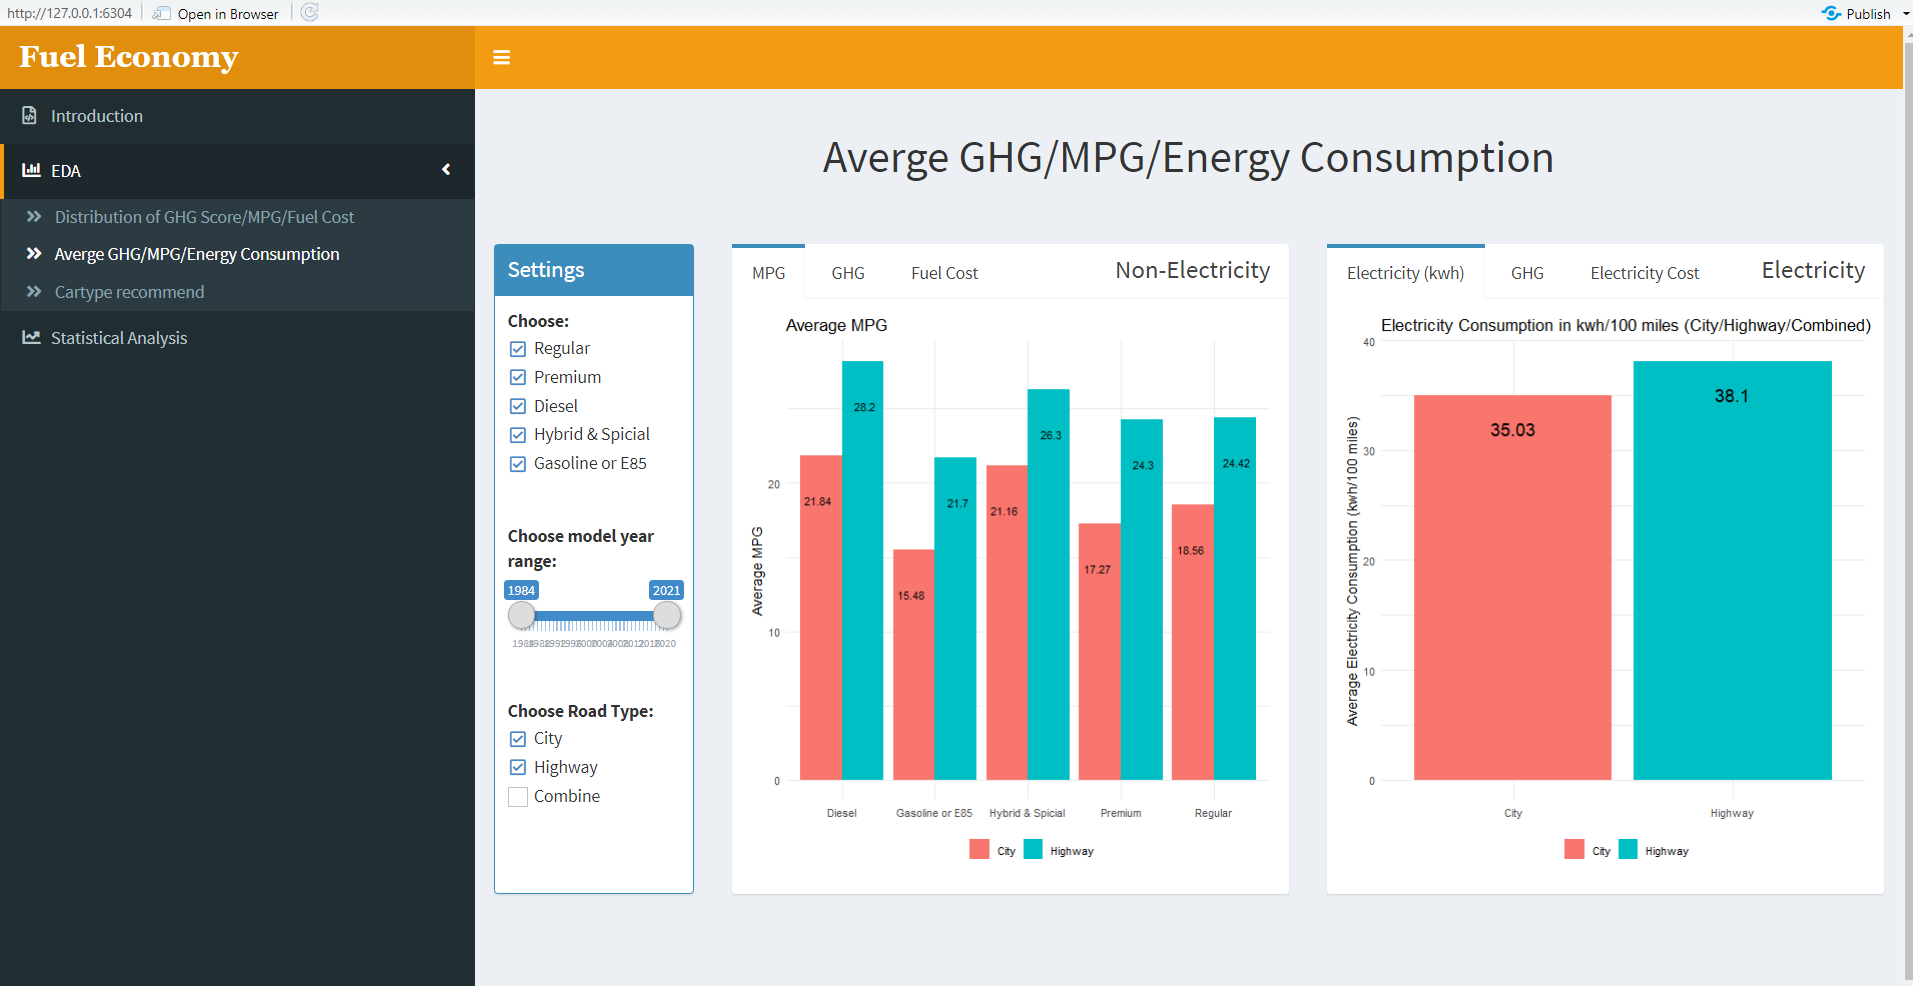 http://127.0.0.1:6304
Open in Browser
Publish
Fuel Economy
Introduction
EDA
Distribution of GHG Score/MPG/Fuel Cost
Averge GHG/MPG/Energy Consumption
Cartype recommend
Statistical Analysis
Averge GHG/MPG/Energy Consumption
Settings
Choose:
Regular
Premium
Diesel
Hybrid & Spicial
Gasoline or E85
Choose model year
range:
1984 2021
1984 1988 1992 1996 2000 2004 2008 2012 2016 2020
Choose Road Type:
City
Highway
Combine
MPG GHG Fuel Cost Non-Electricity
Average MPG
Average MPG
20
10
0
21.84 28.2
15.48 21.7
21.16 26.3
17.27 24.3
18.56 24.42
Diesel Gasoline or E85 Hybrid & Spicial Premium Regular
City Highway
Electricity (kwh) GHG Electricity Cost Electricity
Electricity Consumption in kwh/100 miles (City/Highway/Combined)
Average Electricity Consumption (kwh/100 miles)
40
30
20
10
0
35.03 38.1
City Highway
City Highway